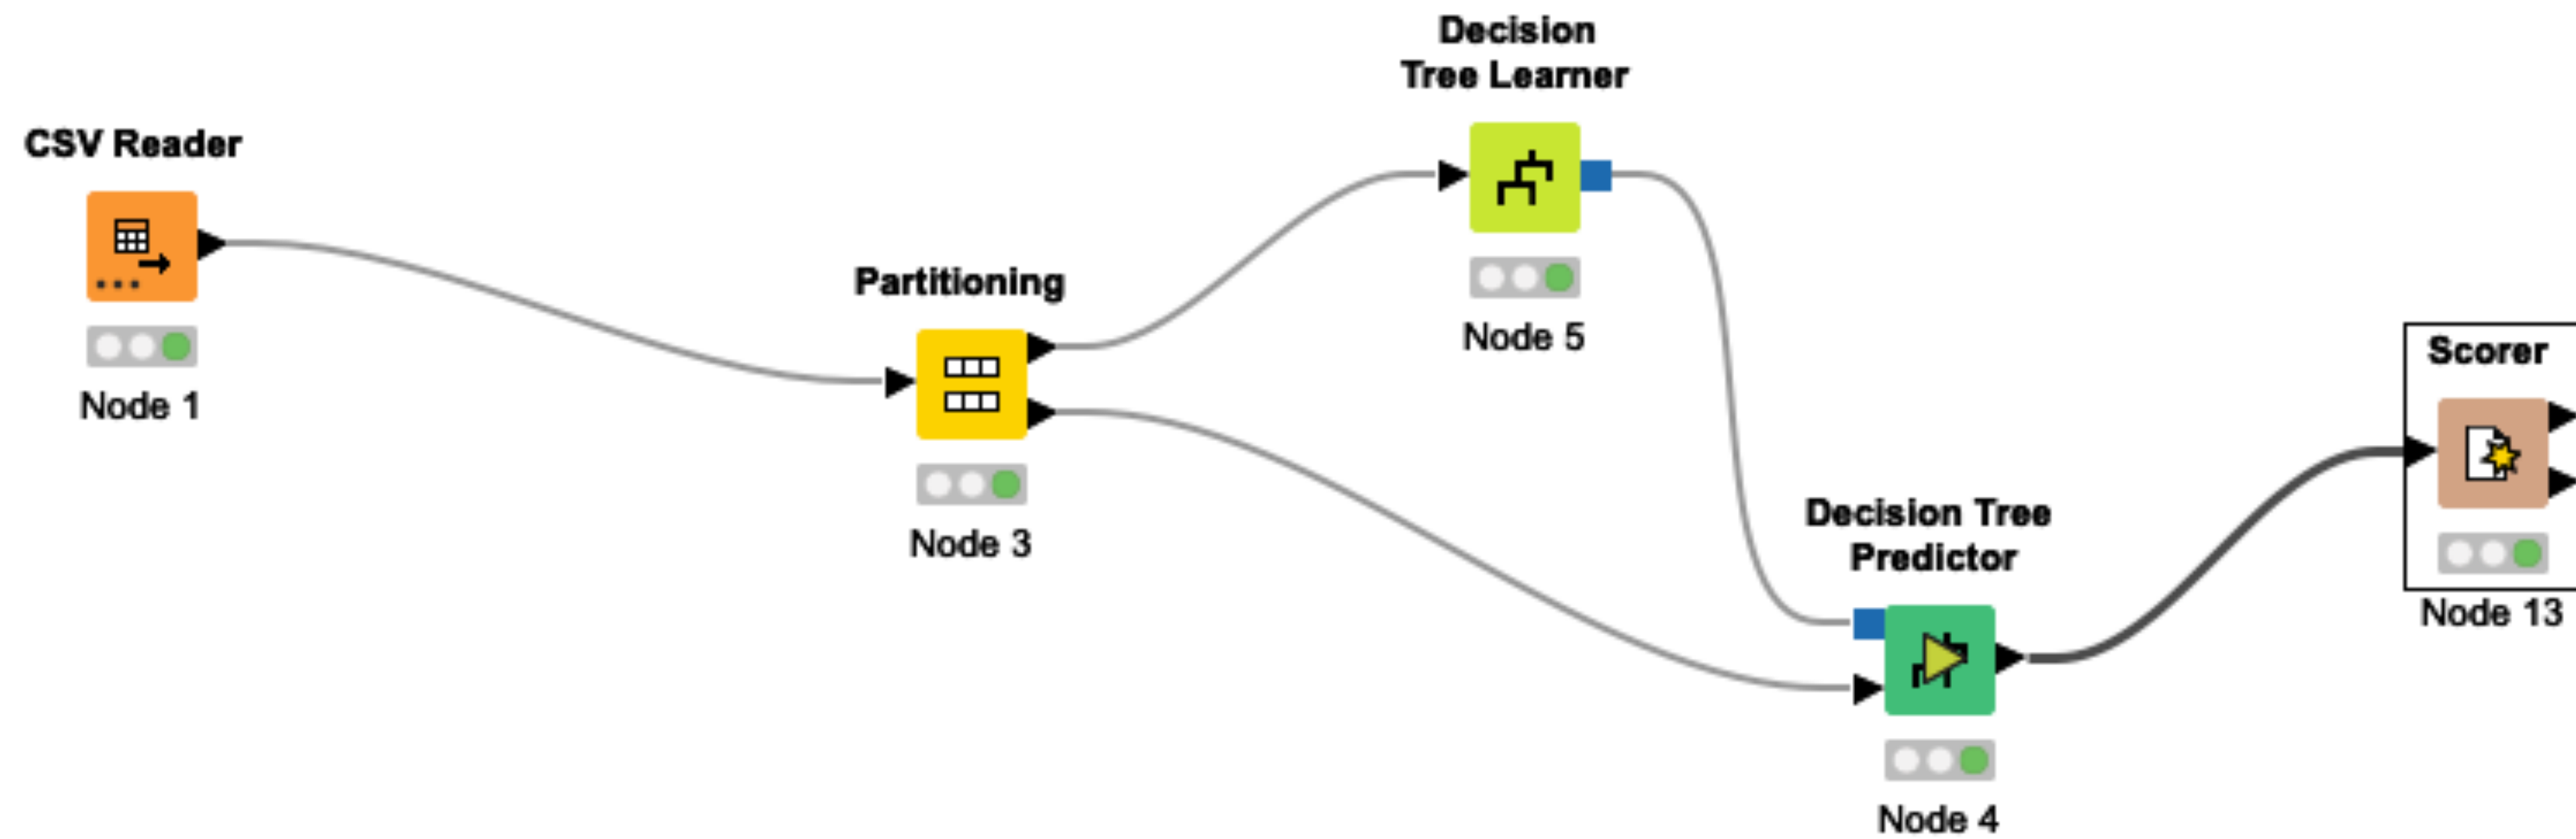 CSV Reader
Node 1
Partitioning
Node 3
Decision
Tree Learner
Node 5
Decision Tree
Predictor
Node 4
Scorer
Node 13